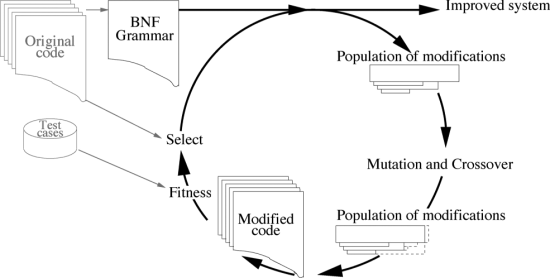 Improved system
BNF
Grammar
Original
code
Population of modifications
Test
cases
Select
Mutation and Crossover
Fitness
Modified
code
Population of modifications